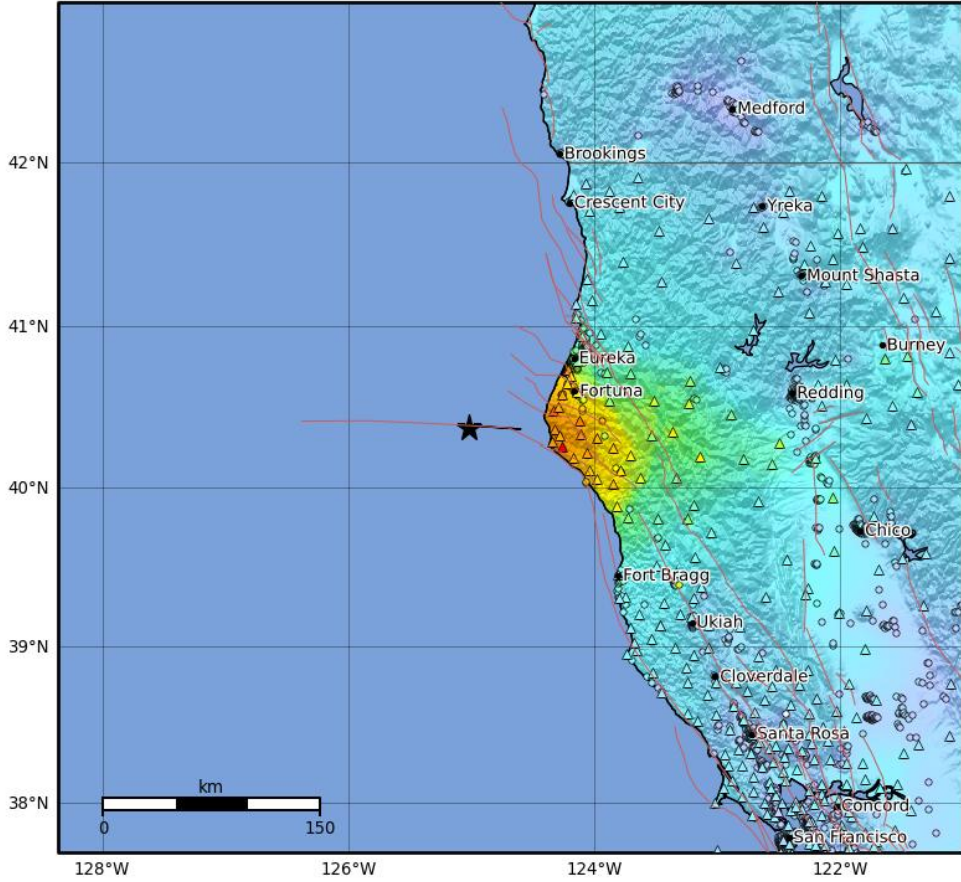 Medford
42°N
Brookings
Crescent City
Yreka
Mount Shasta
41°N
Eureka
Burney
Fortuna
Redding
40°N
Chico
Fort Bragg
39°N
Ukiah
Cloverdale
Santa Rosa
km
38°N
Concord
0
150
San Francisco
128°W
126°W
124°W
122°W